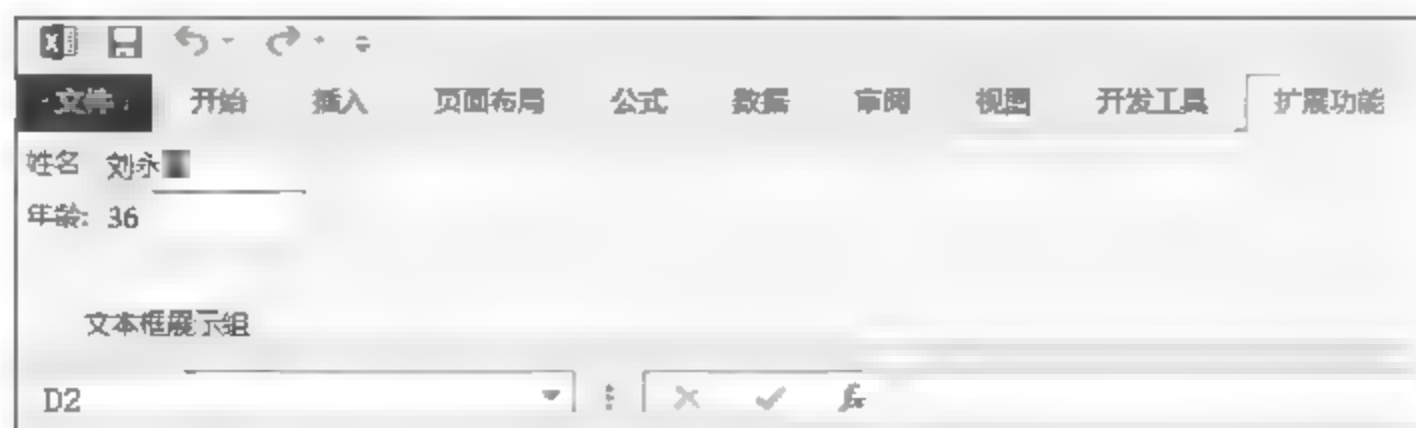 文件 开始 插入 页面布局 公式 数据 审阅 视图 开发工具 扩展功能
姓名 刘永
年龄: 36
文本框展示组
D2 fx